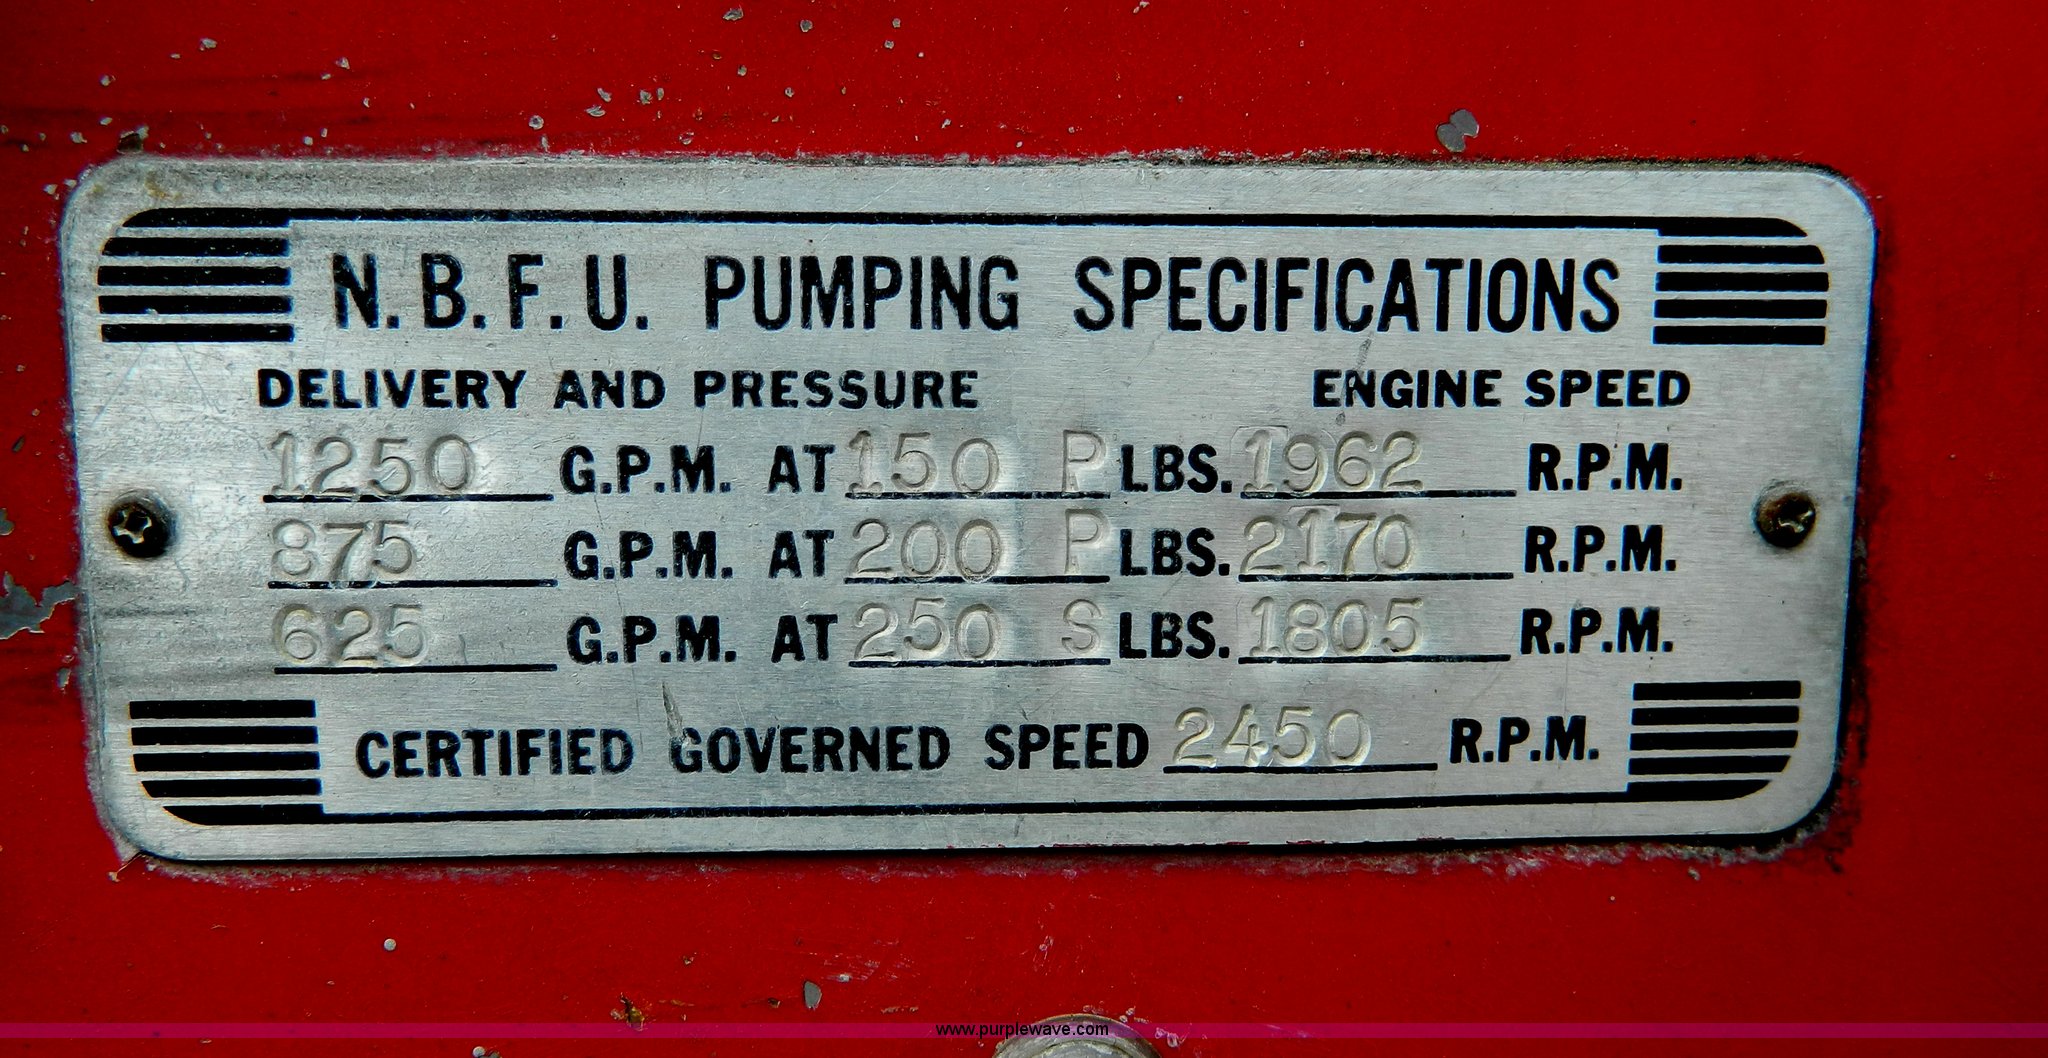 N.B.F.U. PUMPING SPECIFICATIONS
DELIVERY AND PRESSURE ENGINE SPEED
1250 G.P.M. AT 150 P LBS. 1962 R.P.M.
875 G.P.M. AT 200 P LBS. 2170 R.P.M.
625 G.P.M. AT 250 S LBS. 1805 R.P.M.
CERTIFIED GOVERNED SPEED 2450 R.P.M.
www.purplewave.com